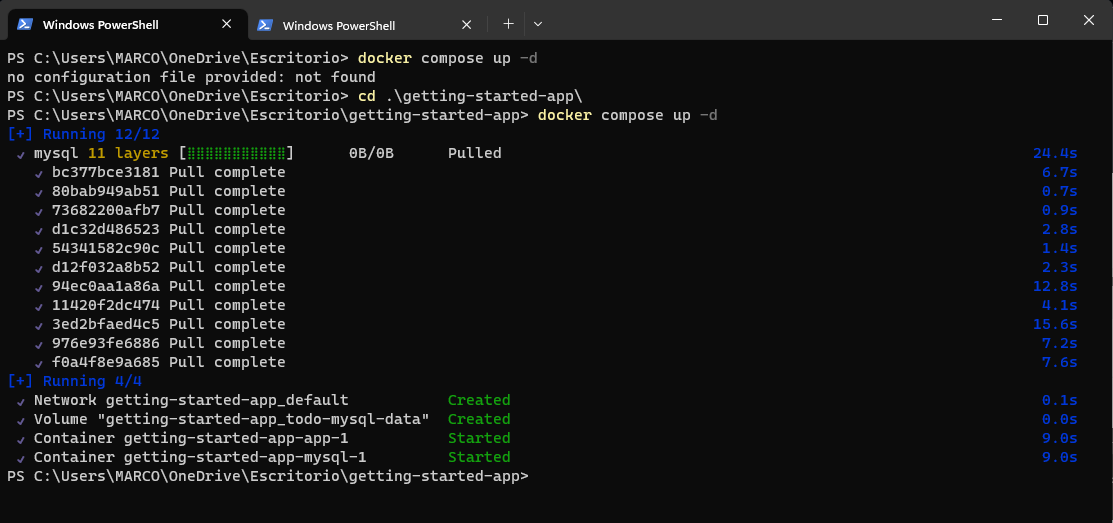 Windows PowerShell
Windows PowerShell
PS C:\Users\MARCO\OneDrive\Escritorio> docker compose up -d
no configuration file provided: not found
PS C:\Users\MARCO\OneDrive\Escritorio> cd .\getting-started-app\
PS C:\Users\MARCO\OneDrive\Escritorio\getting-started-app> docker compose up -d
[+] Running 12/12
✓ mysql 11 layers [⣿⣿⣿⣿⣿⣿⣿⣿⣿⣿⣿] 0B/0B Pulled 24.4s
✓ bc377bce3181 Pull complete 6.7s
✓ 80bab949ab51 Pull complete 0.7s
✓ 73682200afb7 Pull complete 0.9s
✓ d1c32d486523 Pull complete 2.8s
✓ 54341582c90c Pull complete 1.4s
✓ d12f032a8b52 Pull complete 2.3s
✓ 94ec0aa1a86a Pull complete 12.8s
✓ 11420f2dc474 Pull complete 4.1s
✓ 3ed2bfaed4c5 Pull complete 15.6s
✓ 976e93fe6886 Pull complete 7.2s
✓ f0a4f8e9a685 Pull complete 7.6s
[+] Running 4/4
✓ Network getting-started-app_default Created 0.1s
✓ Volume "getting-started-app_todo-mysql-data" Created 0.0s
✓ Container getting-started-app-app-1 Started 9.0s
✓ Container getting-started-app-mysql-1 Started 9.0s
PS C:\Users\MARCO\OneDrive\Escritorio\getting-started-app>